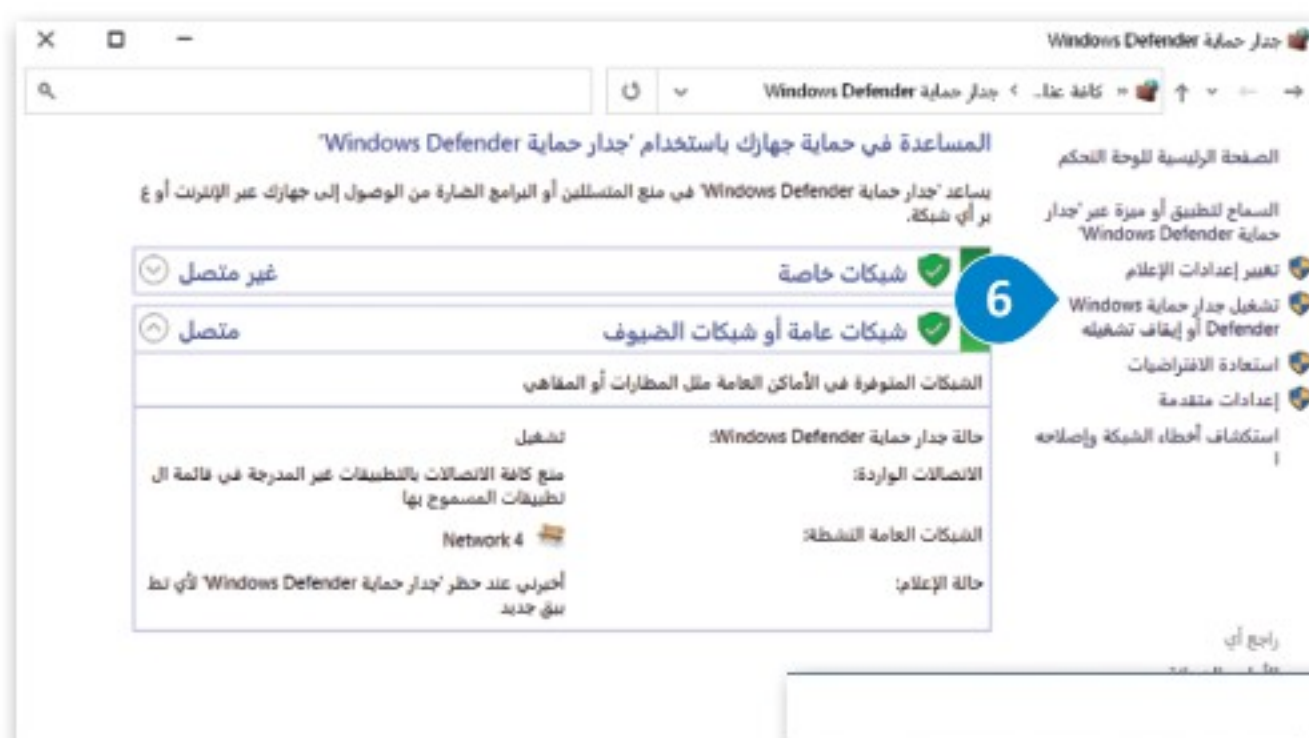 جدار حماية Windows Defender
كافة عنا... > جدار حماية Windows Defender
الصفحة الرئيسية للوحة التحكم
السماح لتطبيق أو ميزة عبر 'جدار
حماية Windows Defender'
تغيير إعدادات الإعلام
تشغيل جدار حماية Windows
Defender أو إيقاف تشغيله
استعادة الافتراضيات
إعدادات متقدمة
استكشاف أخطاء الشبكة وإصلاحه
ا
راجع أي
6
المساعدة في حماية جهازك باستخدام 'جدار حماية Windows Defender'
يساعد 'جدار حماية Windows Defender' في منع المتسللين أو البرامج الضارة من الوصول إلى جهازك عبر الإنترنت أو ع
بر أي شبكة.
شبكات خاصة غير متصل
شبكات عامة أو شبكات الضيوف متصل
الشبكات المتوفرة في الأماكن العامة مثل المطارات أو المقاهي
حالة جدار حماية Windows Defender: تشغيل
الاتصالات الواردة: منع كافة الاتصالات بالتطبيقات غير المدرجة في قائمة ال
تطبيقات المسموح بها
الشبكات العامة النشطة: Network 4
حالة الإعلام: أخبرني عند حظر 'جدار حماية Windows Defender' لأي تط
بيق جديد